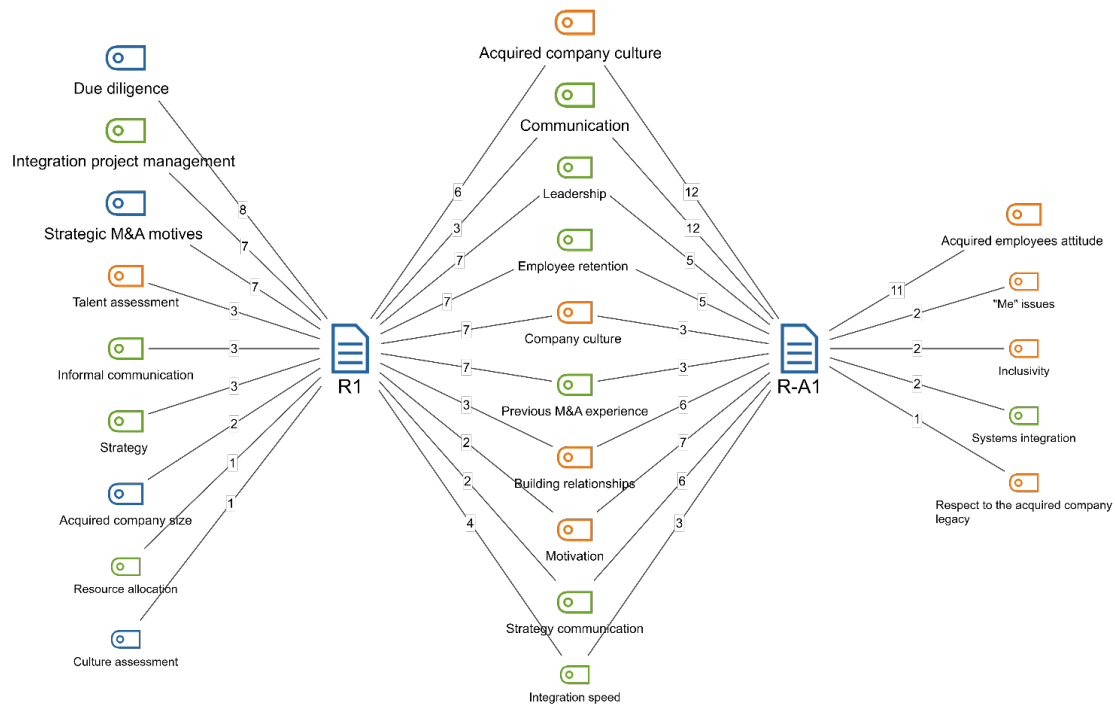 Acquired company culture
Due diligence
Communication
Integration project management
Leadership
6
12
Strategic M&A motives
8
3
12
Acquired employees attitude
7
7
5
Employee retention
Talent assessment
7
7
5
11
"Me" issues
3
2
7
Company culture
3
Informal communication
3
2
Inclusivity
R1
R-A1
7
3
3
2
Previous M&A experience
3
6
Strategy
2
1
Systems integration
2
7
1
Building relationships
2
6
Acquired company size
1
4
3
Respect to the acquired company
legacy
Motivation
Resource allocation
Strategy communication
Culture assessment
Integration speed